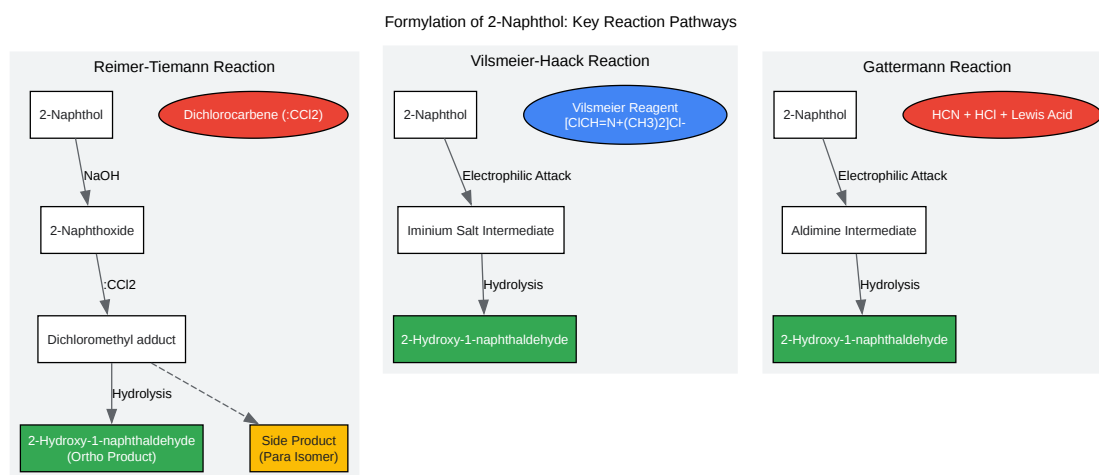 Formylation of 2-Naphthol: Key Reaction Pathways
Reimer-Tiemann Reaction
2-Naphthol
Dichlorocarbene (:CCl2)
NaOH
2-Naphthoxide
:CCl2
Dichloromethyl adduct
Hydrolysis
2-Hydroxy-1-naphthaldehyde
(Ortho Product)
Side Product
(Para Isomer)
Vilsmeier-Haack Reaction
2-Naphthol
Vilsmeier Reagent
[ClCH=N+(CH3)2]Cl-
Electrophilic Attack
Iminium Salt Intermediate
Hydrolysis
2-Hydroxy-1-naphthaldehyde
Gattermann Reaction
2-Naphthol
HCN + HCl + Lewis Acid
Electrophilic Attack
Aldimine Intermediate
Hydrolysis
2-Hydroxy-1-naphthaldehyde